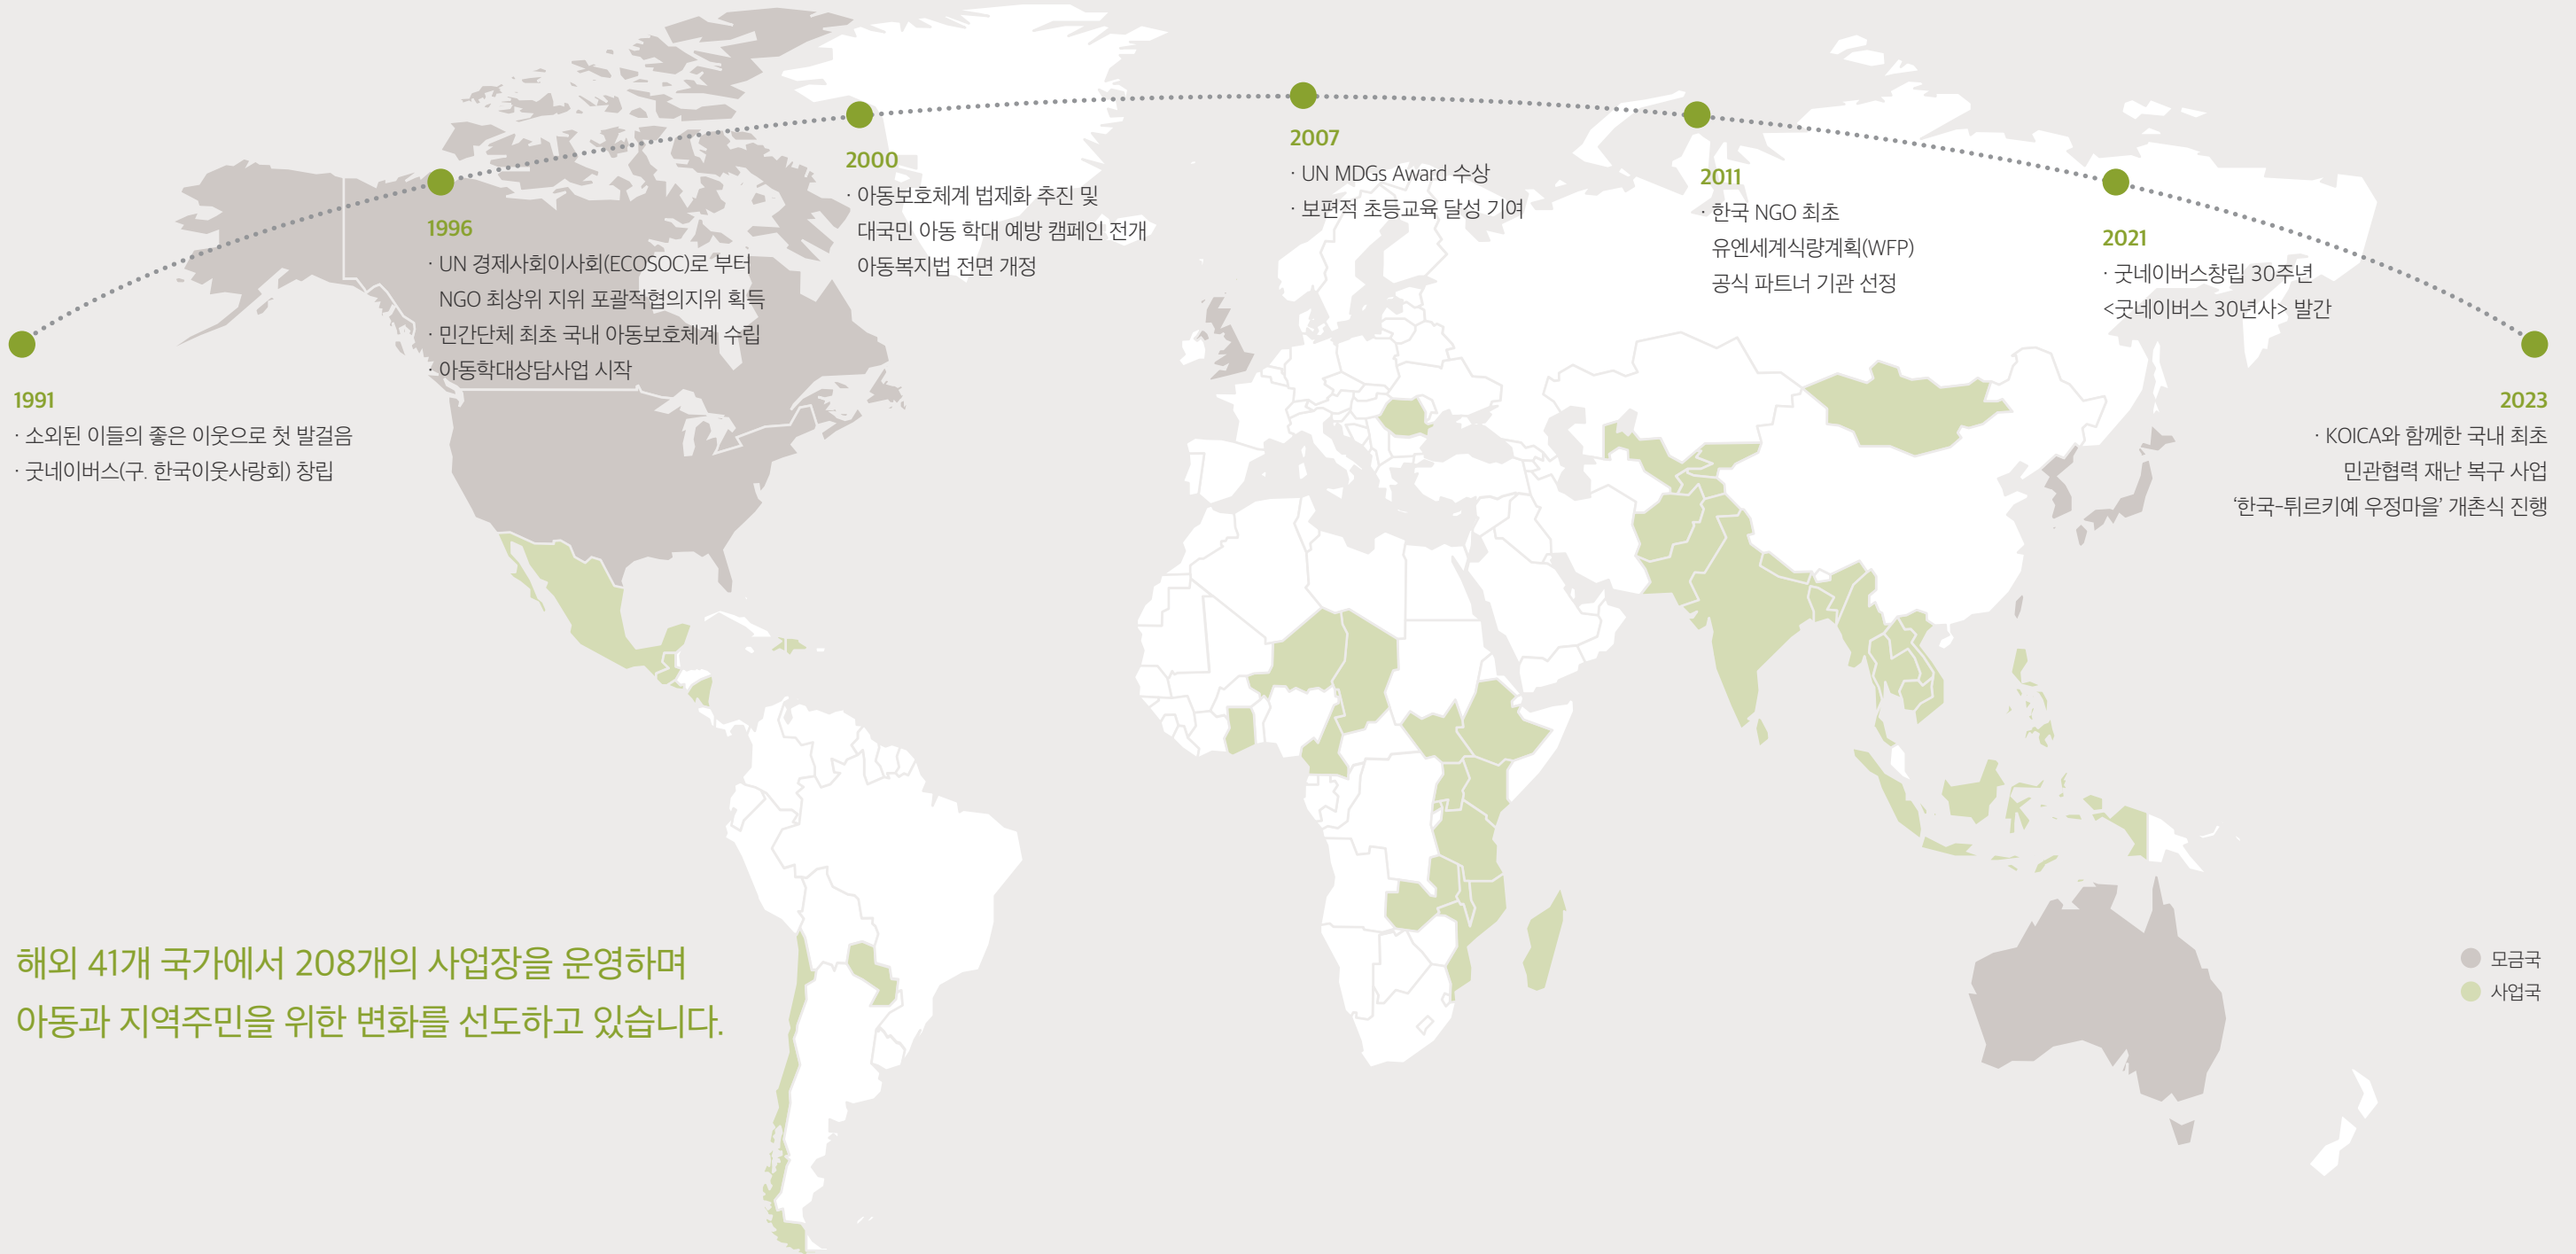 1991
· 소외된 이들의 좋은 이웃으로 첫 발걸음
· 굿네이버스(구. 한국이웃사랑회) 창립
1996
· UN 경제사회이사회(ECOSOC)로 부터
NGO 최상위 지위 포괄적협의지위 획득
· 민간단체 최초 국내 아동보호체계 수립
· 아동학대상담사업 시작
2000
· 아동보호체계 법제화 추진 및
대국민 아동 학대 예방 캠페인 전개
아동복지법 전면 개정
2007
· UN MDGs Award 수상
· 보편적 초등교육 달성 기여
2011
· 한국 NGO 최초
유엔세계식량계획(WFP)
공식 파트너 기관 선정
2021
· 굿네이버스창립 30주년
<굿네이버스 30년사> 발간
2023
· KOICA와 함께한 국내 최초
민관협력 재난 복구 사업
‘한국-튀르키예 우정마을’ 개촌식 진행
해외 41개 국가에서 208개의 사업장을 운영하며
아동과 지역주민을 위한 변화를 선도하고 있습니다.
모금국
사업국